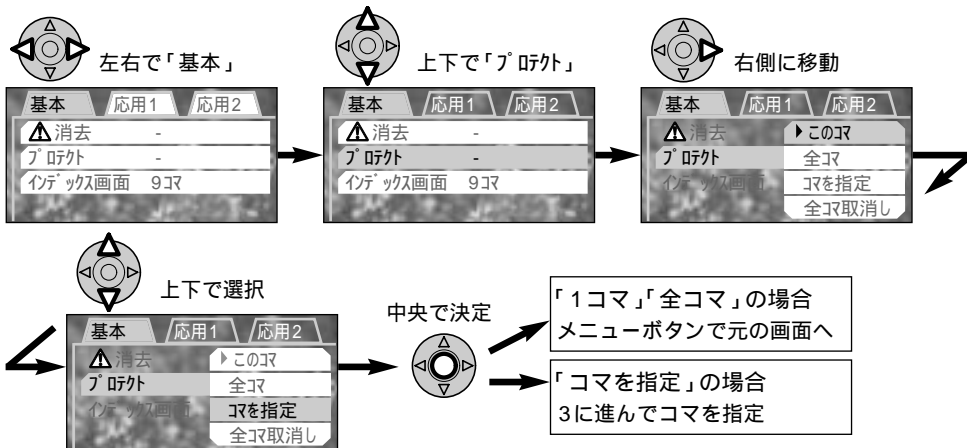 左右で「基本」
基本 応用1 応用2
消去 -
プロテクト -
インデックス画面 9コマ
上下で「プロテクト」
基本 応用1 応用2
消去 -
プロテクト -
インデックス画面 9コマ
右側に移動
基本 応用1 応用2
消去 このコマ
プロテクト 全コマ
インデックス画面 コマを指定
全コマ取消し
上下で選択
基本 応用1 応用2
消去 このコマ
プロテクト 全コマ
インデックス画面 コマを指定
全コマ取消し
中央で決定
「1コマ」「全コマ」の場合
メニューボタンで元の画面へ
「コマを指定」の場合
3に進んでコマを指定